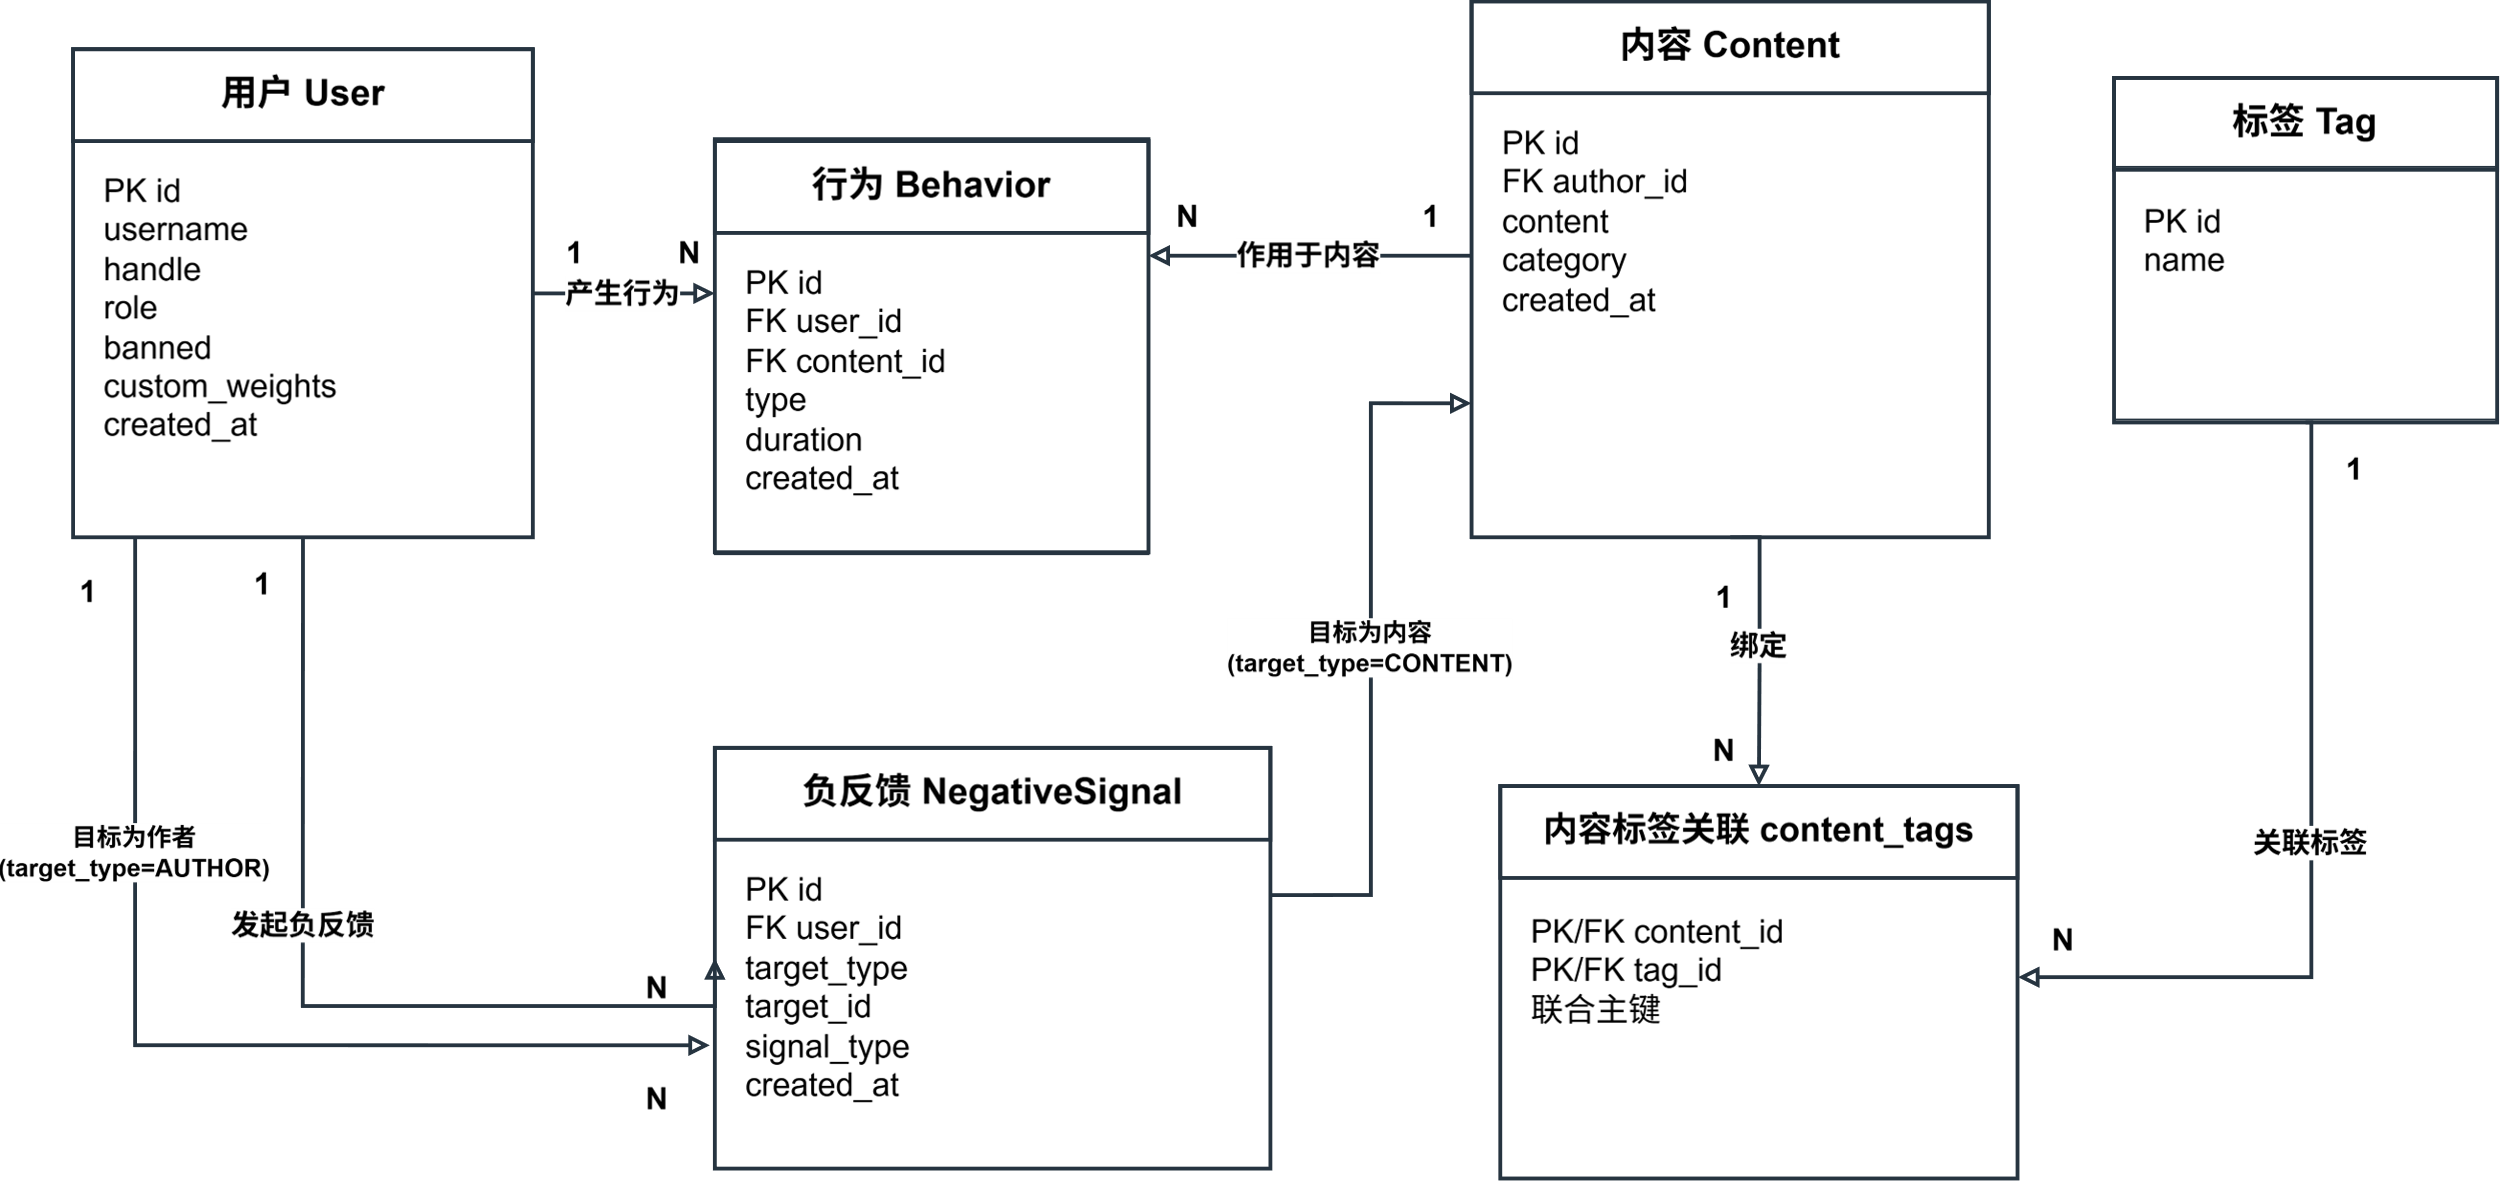 用户 User
PK id
username
handle
role
banned
custom_weights
created_at
1
产生行为
N
行为 Behavior
PK id
FK user_id
FK content_id
type
duration
created_at
N
作用于内容
1
内容 Content
PK id
FK author_id
content
category
created_at
标签 Tag
PK id
name
1
1
目标为作者
(target_type=AUTHOR)
发起负反馈
N
N
负反馈 NegativeSignal
PK id
FK user_id
target_type
target_id
signal_type
created_at
目标为内容
(target_type=CONTENT)
1
绑定
N
内容标签关联 content_tags
PK/FK content_id
PK/FK tag_id
联合主键
1
关联标签
N